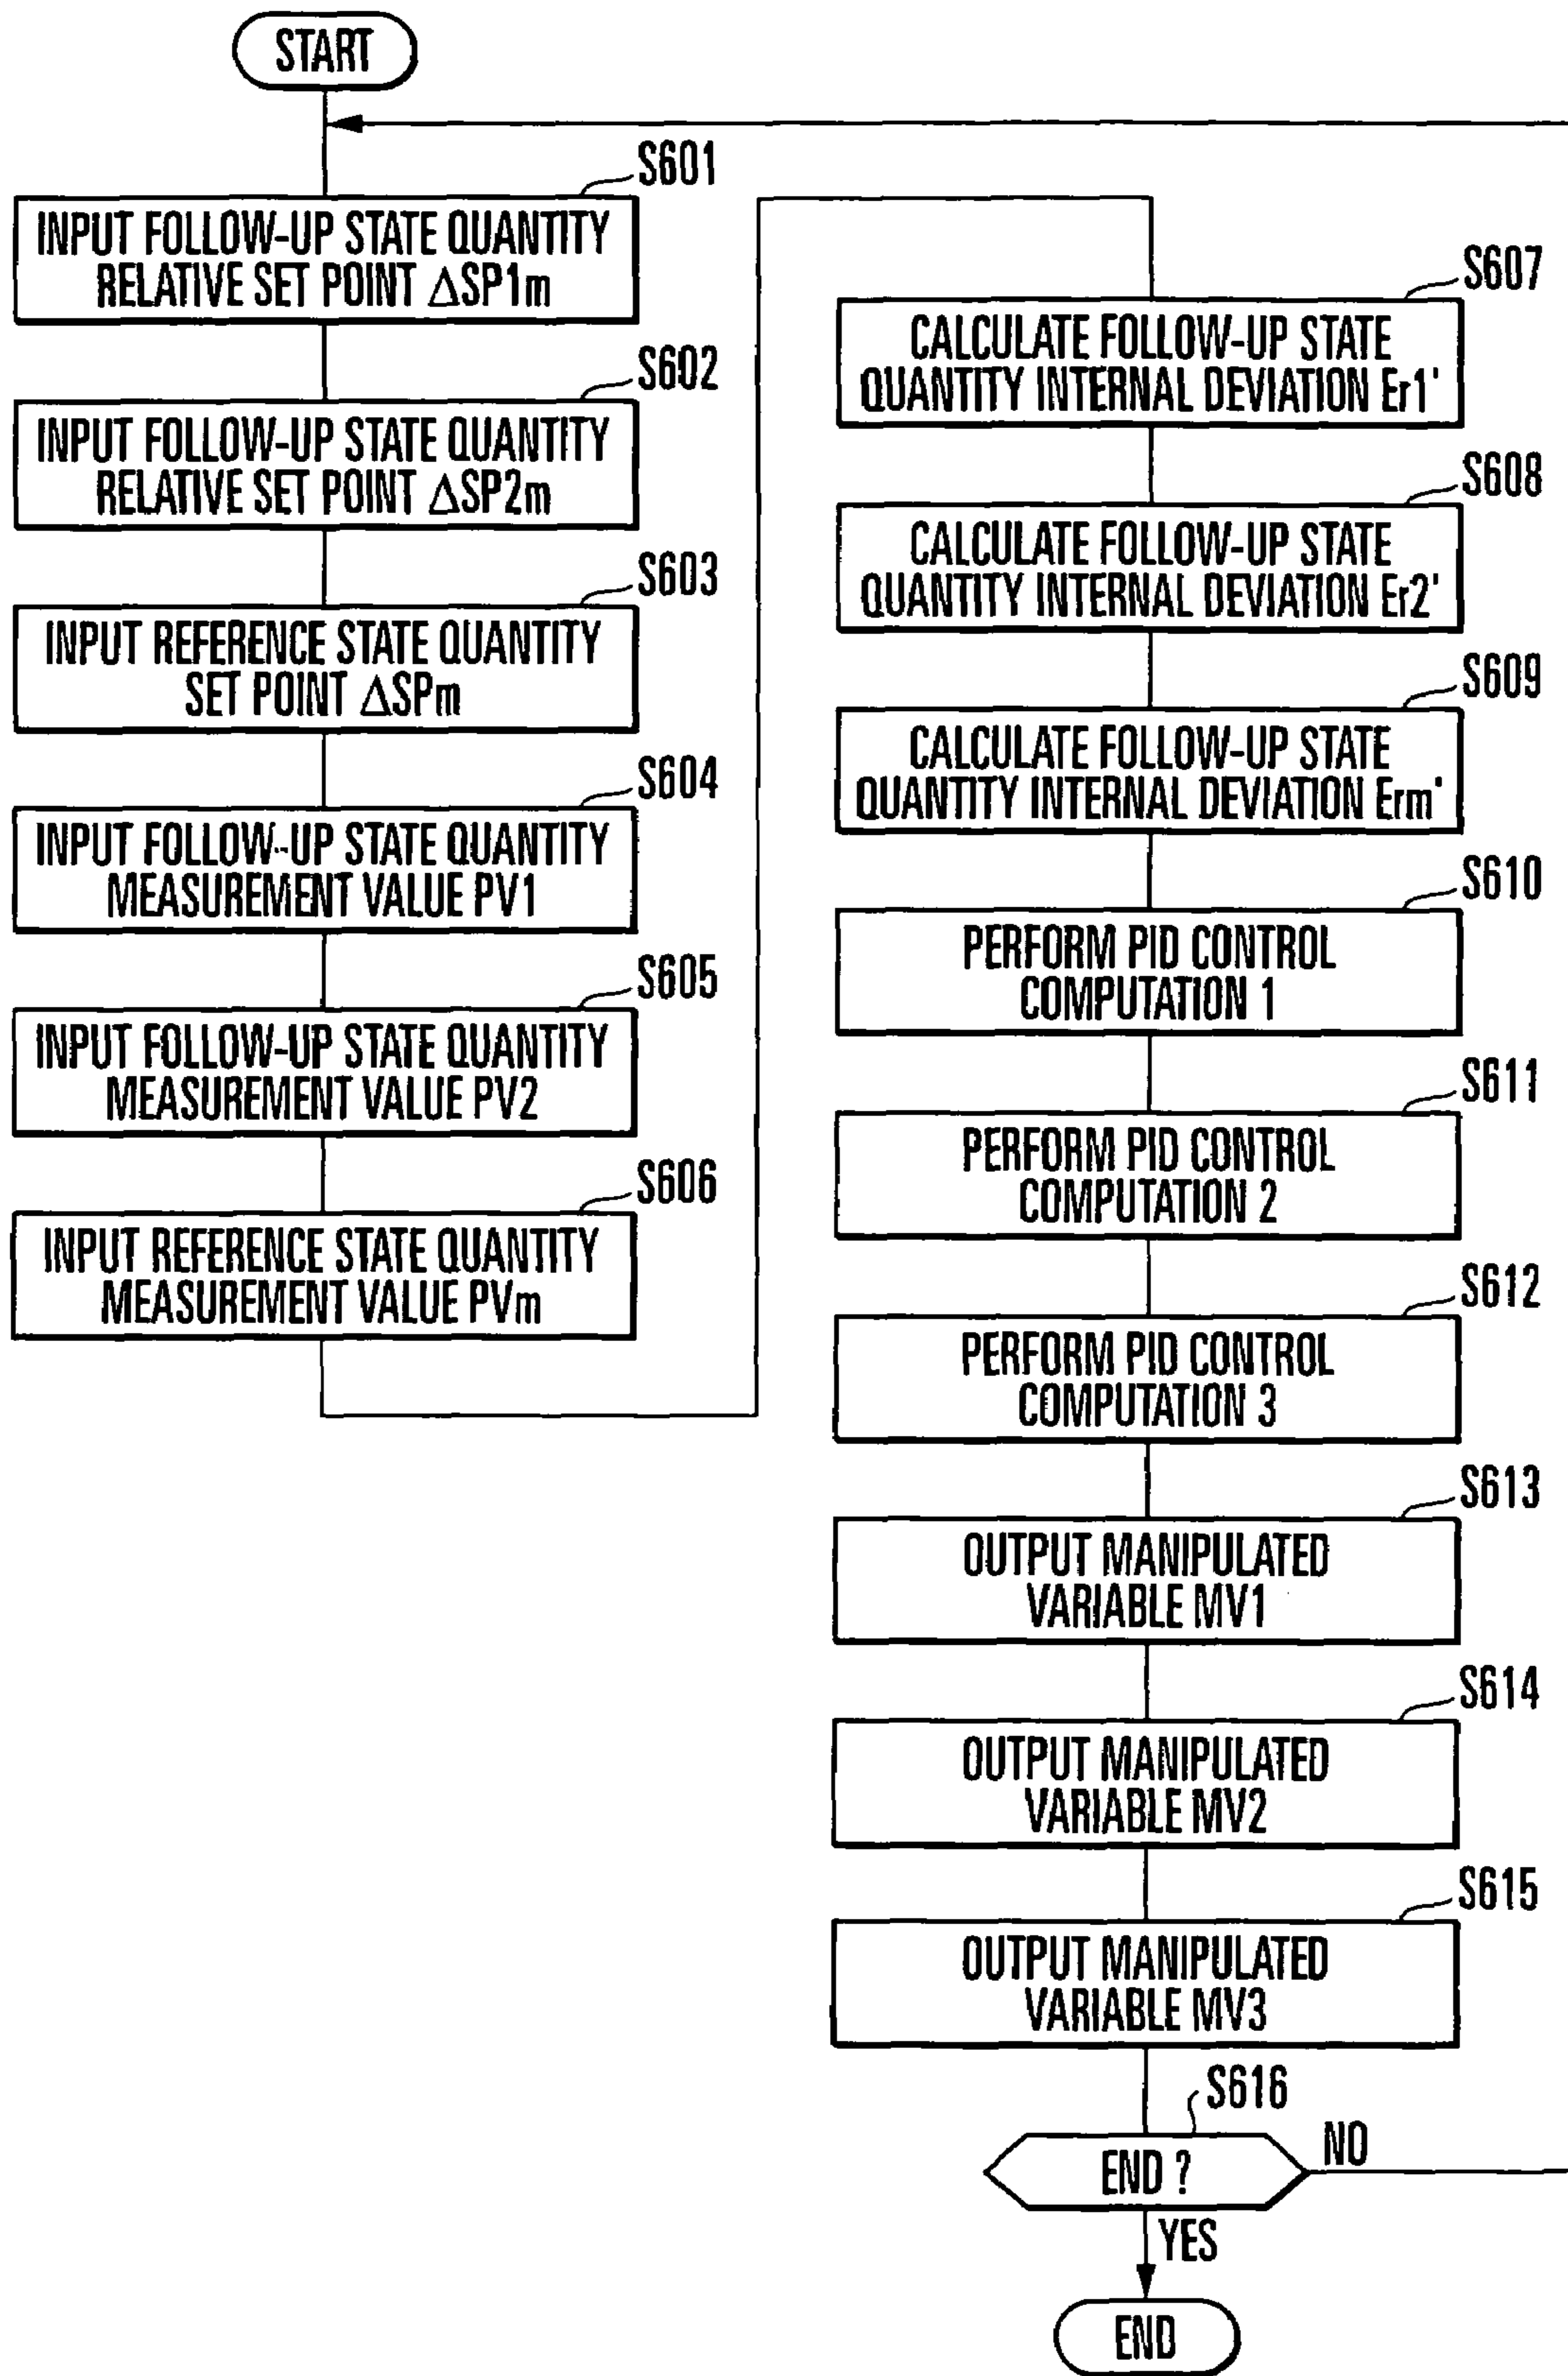 START
S601
INPUT FOLLOW-UP STATE QUANTITY
RELATIVE SET POINT ΔSP1m
S602
INPUT FOLLOW-UP STATE QUANTITY
RELATIVE SET POINT ΔSP2m
S603
INPUT REFERENCE STATE QUANTITY
SET POINT ΔSPm
S604
INPUT FOLLOW-UP STATE QUANTITY
MEASUREMENT VALUE PV1
S605
INPUT FOLLOW-UP STATE QUANTITY
MEASUREMENT VALUE PV2
S606
INPUT REFERENCE STATE QUANTITY
MEASUREMENT VALUE PVm
S607
CALCULATE FOLLOW-UP STATE
QUANTITY INTERNAL DEVIATION Er1'
S608
CALCULATE FOLLOW-UP STATE
QUANTITY INTERNAL DEVIATION Er2'
S609
CALCULATE FOLLOW-UP STATE
QUANTITY INTERNAL DEVIATION Erm'
S610
PERFORM PID CONTROL
COMPUTATION 1
S611
PERFORM PID CONTROL
COMPUTATION 2
S612
PERFORM PID CONTROL
COMPUTATION 3
S613
OUTPUT MANIPULATED
VARIABLE MV1
S614
OUTPUT MANIPULATED
VARIABLE MV2
S615
OUTPUT MANIPULATED
VARIABLE MV3
S616
END ?
NO
YES
END